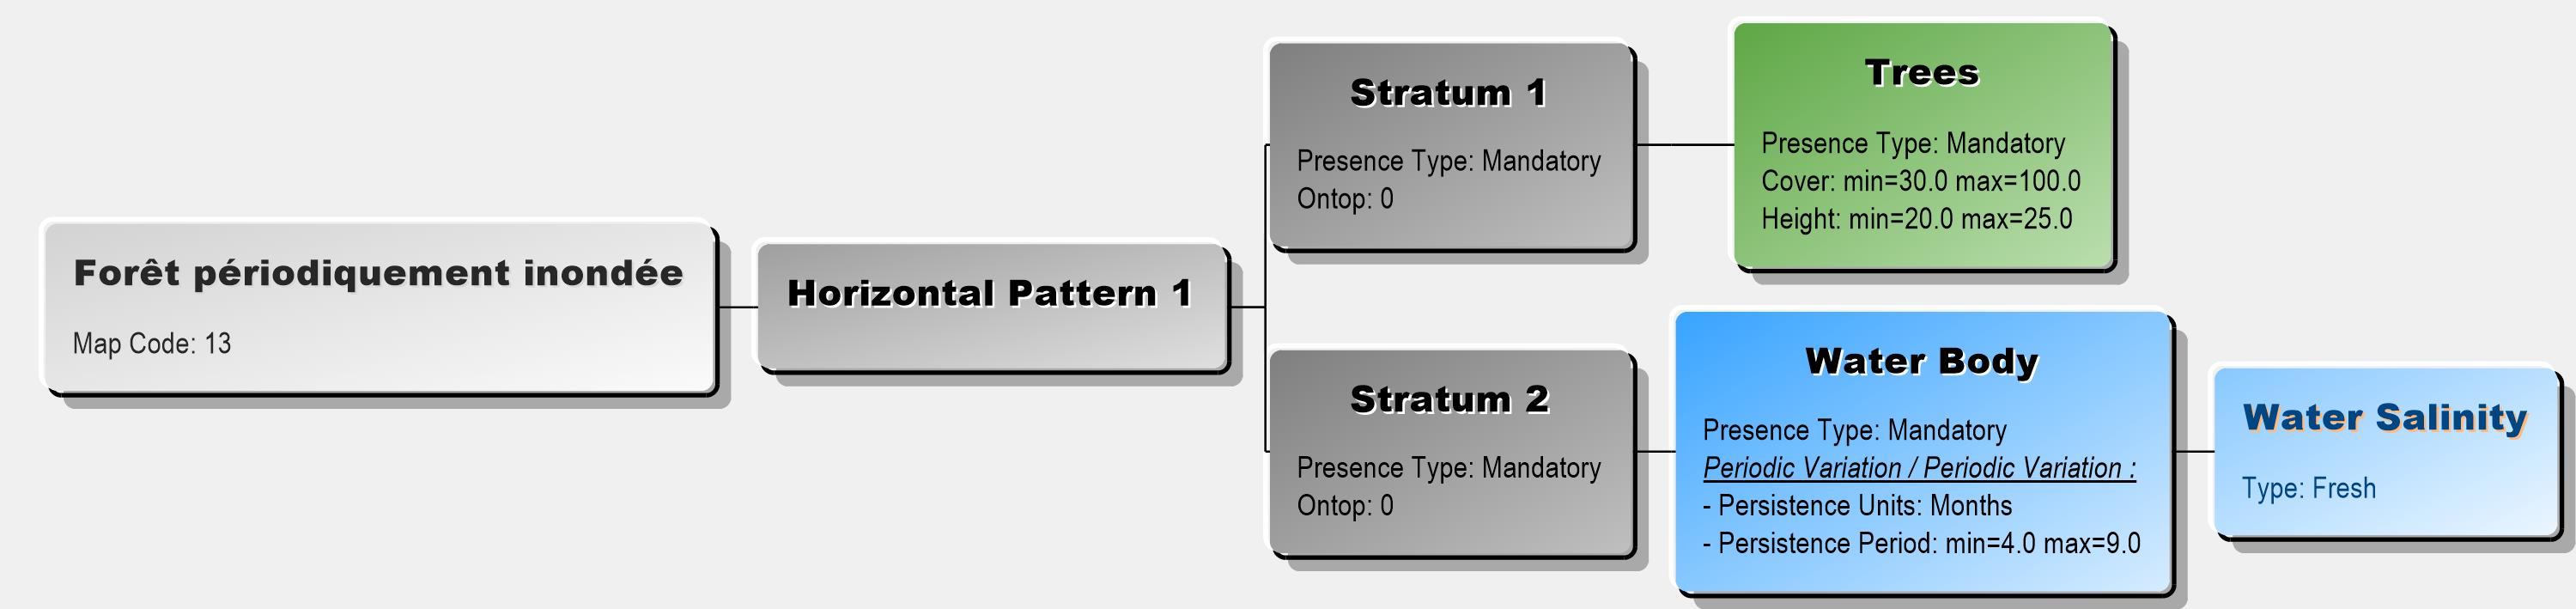 Forêt périodiquement inondée
Map Code: 13
Horizontal Pattern 1
Stratum 1
Presence Type: Mandatory
Ontop: 0
Trees
Presence Type: Mandatory
Cover: min=30.0 max=100.0
Height: min=20.0 max=25.0
Stratum 2
Presence Type: Mandatory
Ontop: 0
Water Body
Presence Type: Mandatory
Periodic Variation / Periodic Variation :
- Persistence Units: Months
- Persistence Period: min=4.0 max=9.0
Water Salinity
Type: Fresh